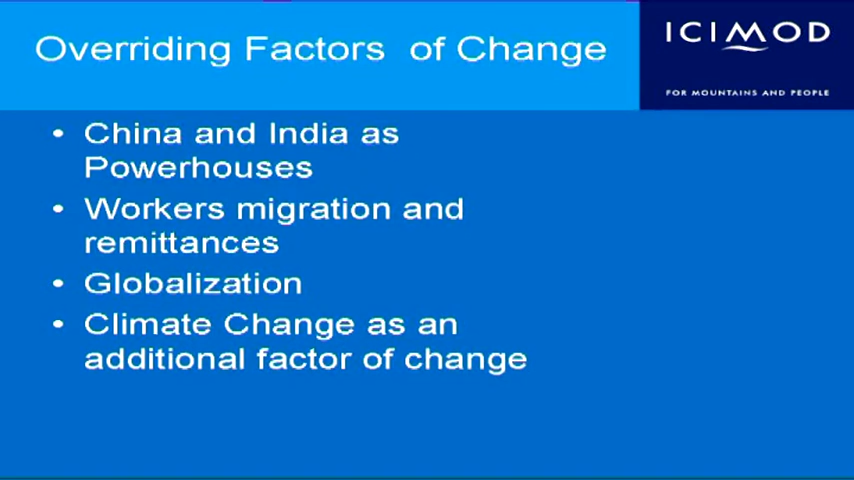 Overriding Factors of Change
ICIMOD
FOR MOUNTAINS AND PEOPLE
• China and India as
Powerhouses
• Workers migration and
remittances
• Globalization
• Climate Change as an
additional factor of change